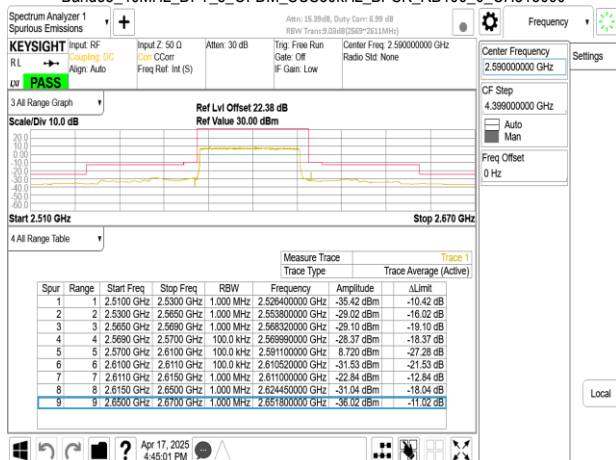 Spectrum Analyzer 1
Spurious Emissions
+
Attn: 15.39dB, Duty Corr: 6.99 dB
RBW Trans:9.03dB(2569~2611MHz)
Frequency
KEYSIGHT
RL
LXI
PASS
Input: RF
Coupling: DC
Align: Auto
Input Z: 50 Ω
Corr CCorr
Freq Ref: Int (S)
Atten: 30 dB
Trig: Free Run
Gate: Off
IF Gain: Low
Center Freq: 2.590000000 GHz
Radio Std: None
Center Frequency
2.590000000 GHz
CF Step
4.399000000 GHz
Auto
Man
Freq Offset
0 Hz
Settings
Local
3 All Range Graph
Scale/Div 10.0 dB
Ref Lvl Offset 22.38 dB
Ref Value 30.00 dBm
20.0
10.0
0.00
-10.0
-20.0
-30.0
-40.0
-50.0
-60.0
Start 2.510 GHz
Stop 2.670 GHz
4 All Range Table
Measure Trace Trace 1
Trace Type Trace Average (Active)
Spur Range Start Freq Stop Freq RBW Frequency Amplitude ΔLimit
1 1 2.5100 GHz 2.5300 GHz 1.000 MHz 2.526400000 GHz -35.42 dBm -10.42 dB
2 2 2.5300 GHz 2.5650 GHz 1.000 MHz 2.553800000 GHz -29.02 dBm -16.02 dB
3 3 2.5650 GHz 2.5690 GHz 1.000 MHz 2.568320000 GHz -29.10 dBm -19.10 dB
4 4 2.5690 GHz 2.5700 GHz 100.0 kHz 2.569990000 GHz -28.37 dBm -18.37 dB
5 5 2.5700 GHz 2.6100 GHz 100.0 kHz 2.591100000 GHz 8.720 dBm -27.28 dB
6 6 2.6100 GHz 2.6110 GHz 100.0 kHz 2.610520000 GHz -31.53 dBm -21.53 dB
7 7 2.6110 GHz 2.6150 GHz 1.000 MHz 2.611000000 GHz -22.84 dBm -12.84 dB
8 8 2.6150 GHz 2.6500 GHz 1.000 MHz 2.624450000 GHz -31.04 dBm -18.04 dB
9 9 2.6500 GHz 2.6700 GHz 1.000 MHz 2.651800000 GHz -36.02 dBm -11.02 dB
?
Apr 17, 2025
4:45:01 PM